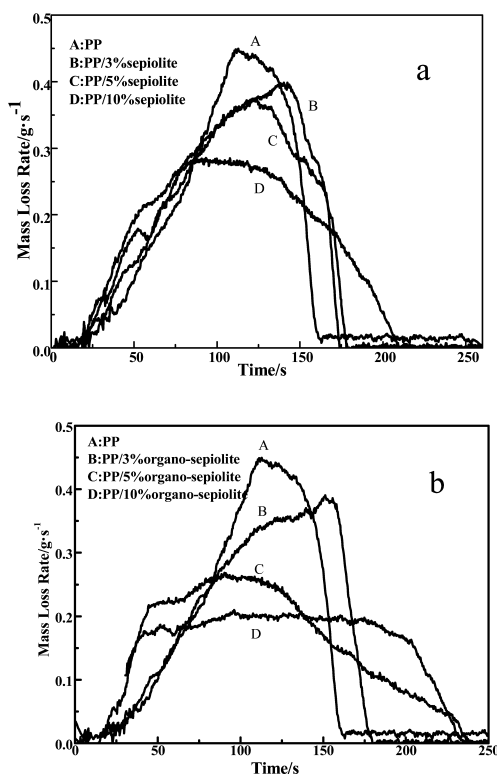 0.5
A:PP
B:PP/3%sepiolite
C:PP/5%sepiolite
D:PP/10%sepiolite
a
A
B
C
D
0.4
0.3
0.2
0.1
0.0
Mass Loss Rate/g·s-1
50 100 150 200 250
Time/s
0.5
A:PP
B:PP/3%organo-sepiolite
C:PP/5%organo-sepiolite
D:PP/10%organo-sepiolite
b
A
B
C
D
0.4
0.3
0.2
0.1
0.0
Mass Loss Rate/g·s-1
0 50 100 150 200 250
Time/s